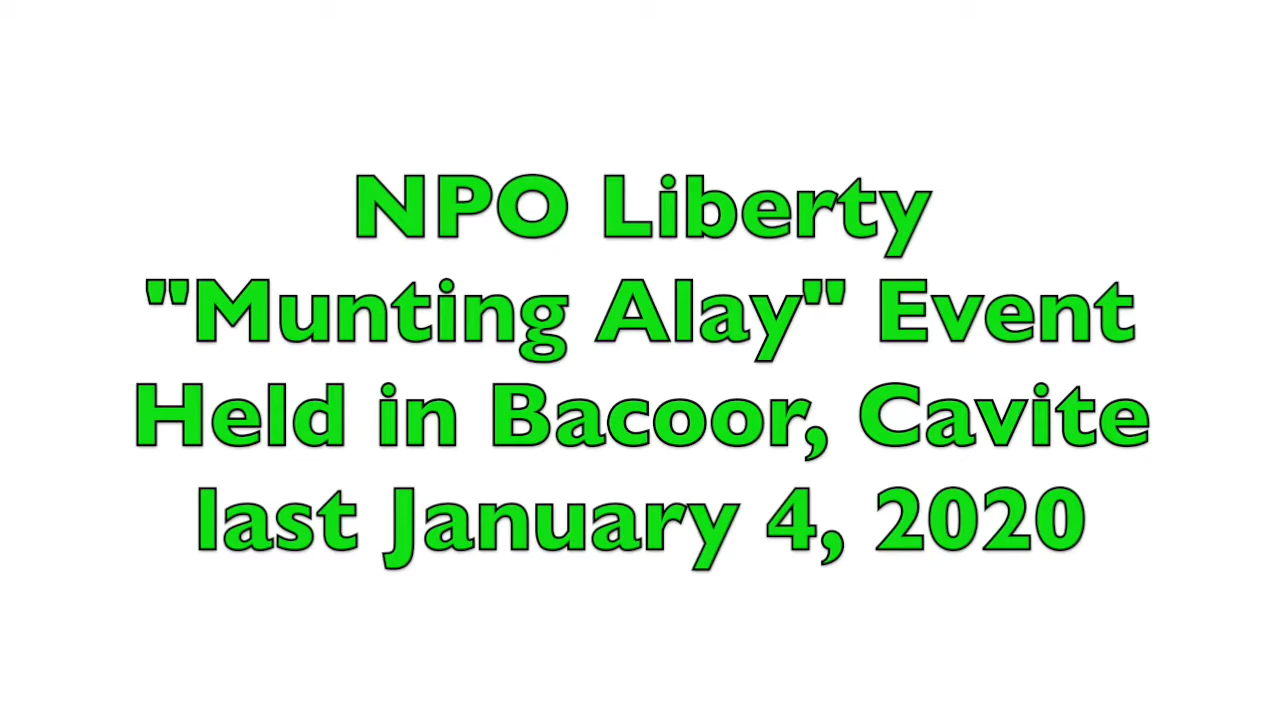 NPO Liberty
"Munting Alay" Event
Held in Bacoor, Cavite
last January 4, 2020